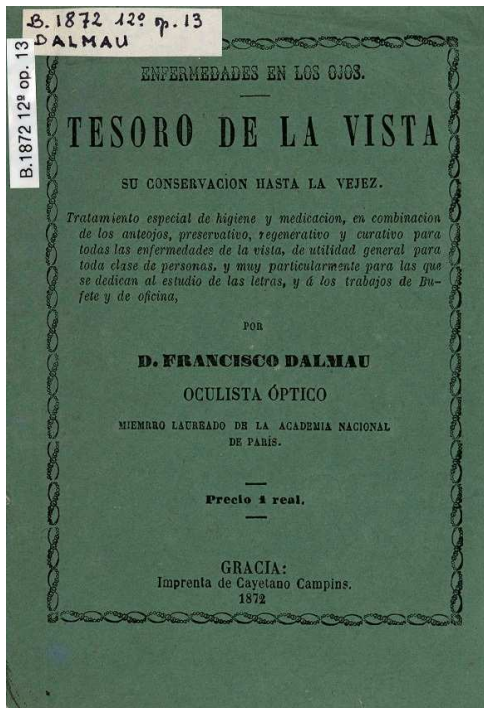 B.1872 12º op. 13
DALMAU
B.1872 12º op. 13
ENFERMEDADES EN LOS OJOS.
TESORO DE LA VISTA
SU CONSERVACION HASTA LA VEJEZ.
Tratamiento especial de higiene y medicacion, en combinacion
de los anteojos, preservativo, regenerativo y curativo para
todas las enfermedades de la vista, de utilidad general para
toda clase de personas, y muy particularmente para las que
se dedican al estudio de las letras, y á los trabajos de Bu-
fete y de oficina,
POR
D. FRANCISCO DALMAU
OCULISTA ÓPTICO
MIEMBRO LAUREADO DE LA ACADEMIA NACIONAL
DE PARÍS.
Precio 1 real.
GRACIA:
Imprenta de Cayetano Campins.
1872